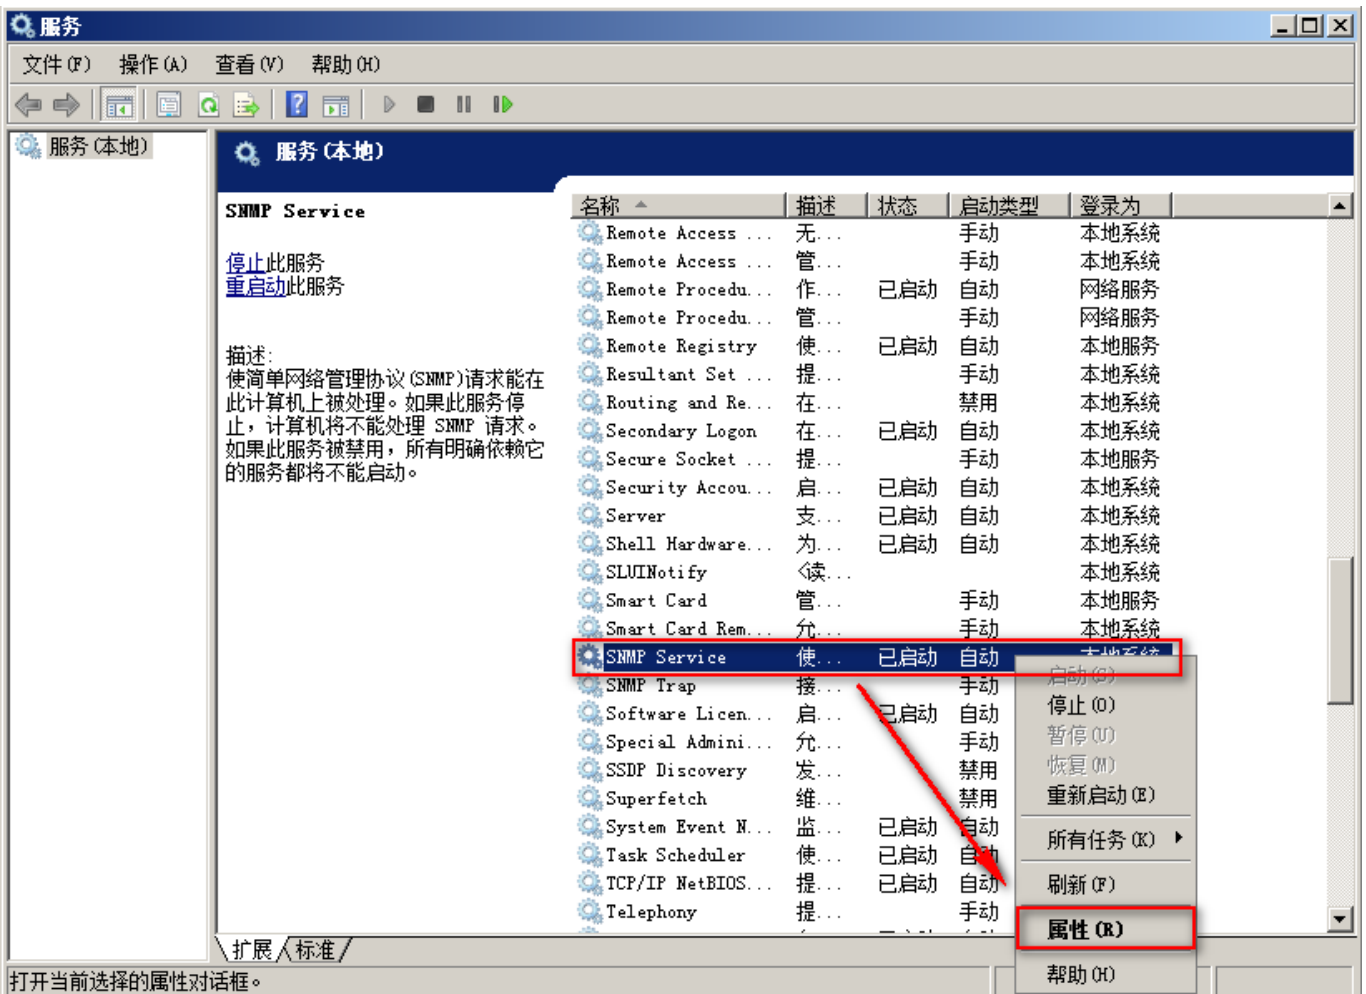 服务
文件(F) 操作(A) 查看(V) 帮助(H)
服务(本地)
服务(本地)
SNMP Service
停止此服务
重启动此服务
描述:
使简单网络管理协议(SNMP)请求能在
此计算机上被处理。如果此服务停
止，计算机将不能处理 SNMP 请求。
如果此服务被禁用，所有明确依赖它
的服务都将不能启动。
名称 描述 状态 启动类型 登录为
Remote Access ... 无... 手动 本地系统
Remote Access ... 管... 手动 本地系统
Remote Procedu... 作... 已启动 自动 网络服务
Remote Procedu... 管... 手动 网络服务
Remote Registry 使... 已启动 自动 本地服务
Resultant Set ... 提... 手动 本地系统
Routing and Re... 在... 禁用 本地系统
Secondary Logon 在... 已启动 自动 本地系统
Secure Socket ... 提... 手动 本地服务
Security Accou... 启... 已启动 自动 本地系统
Server 支... 已启动 自动 本地系统
Shell Hardware... 为... 已启动 自动 本地系统
SLUINotify <读... 本地系统
Smart Card 管... 手动 本地服务
Smart Card Rem... 允... 手动 本地系统
SNMP Service 使... 已启动 自动 本地系统
SNMP Trap 接... 手动
Software Licen... 启... 已启动 自动
Special Admini... 允... 手动
SSDP Discovery 发... 禁用
Superfetch 维... 禁用
System Event N... 监... 已启动 自动
Task Scheduler 使... 已启动 自动
TCP/IP NetBIOS... 提... 已启动 自动
Telephony 提... 手动
启动(S)
停止(O)
暂停(U)
恢复(M)
重新启动(E)
所有任务(K)
刷新(F)
属性(R)
帮助(H)
扩展 标准
打开当前选择的属性对话框。